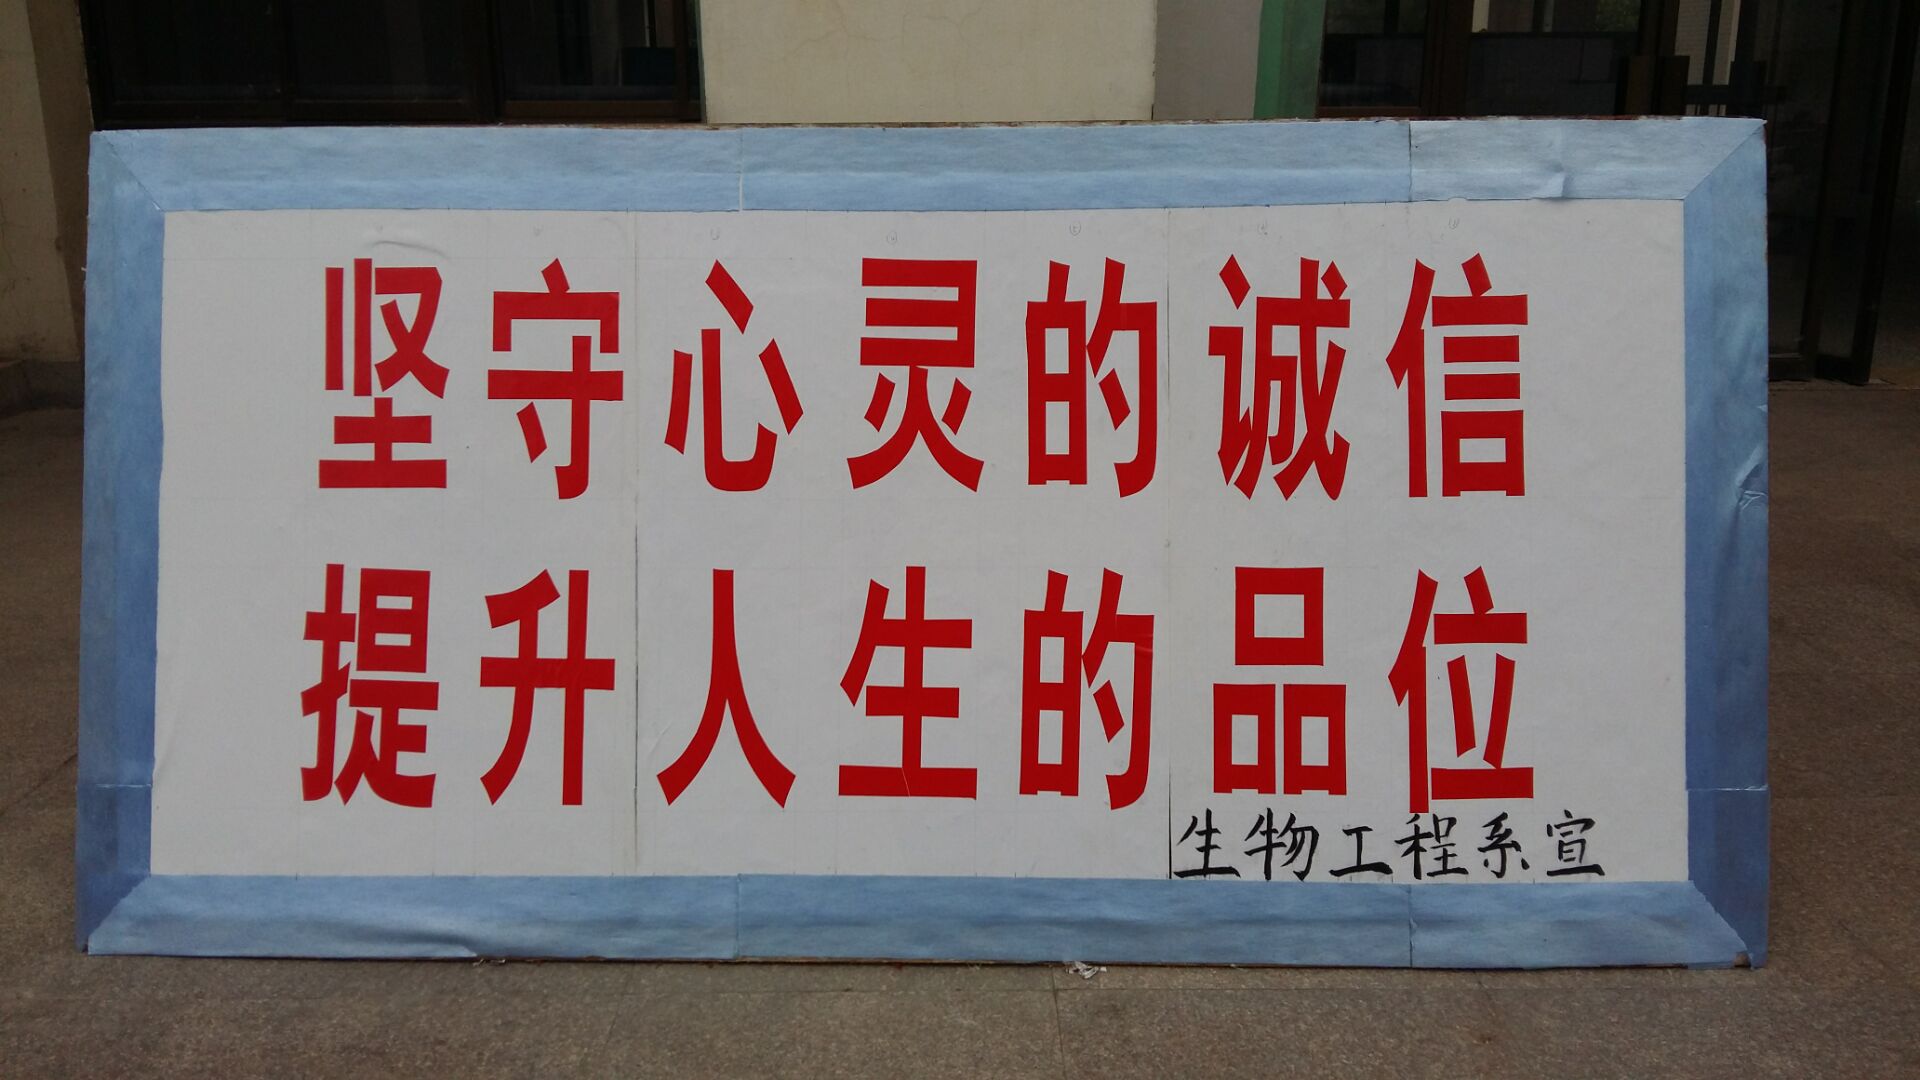 坚守心灵的诚信
提升人生的品位
生物工程系宣